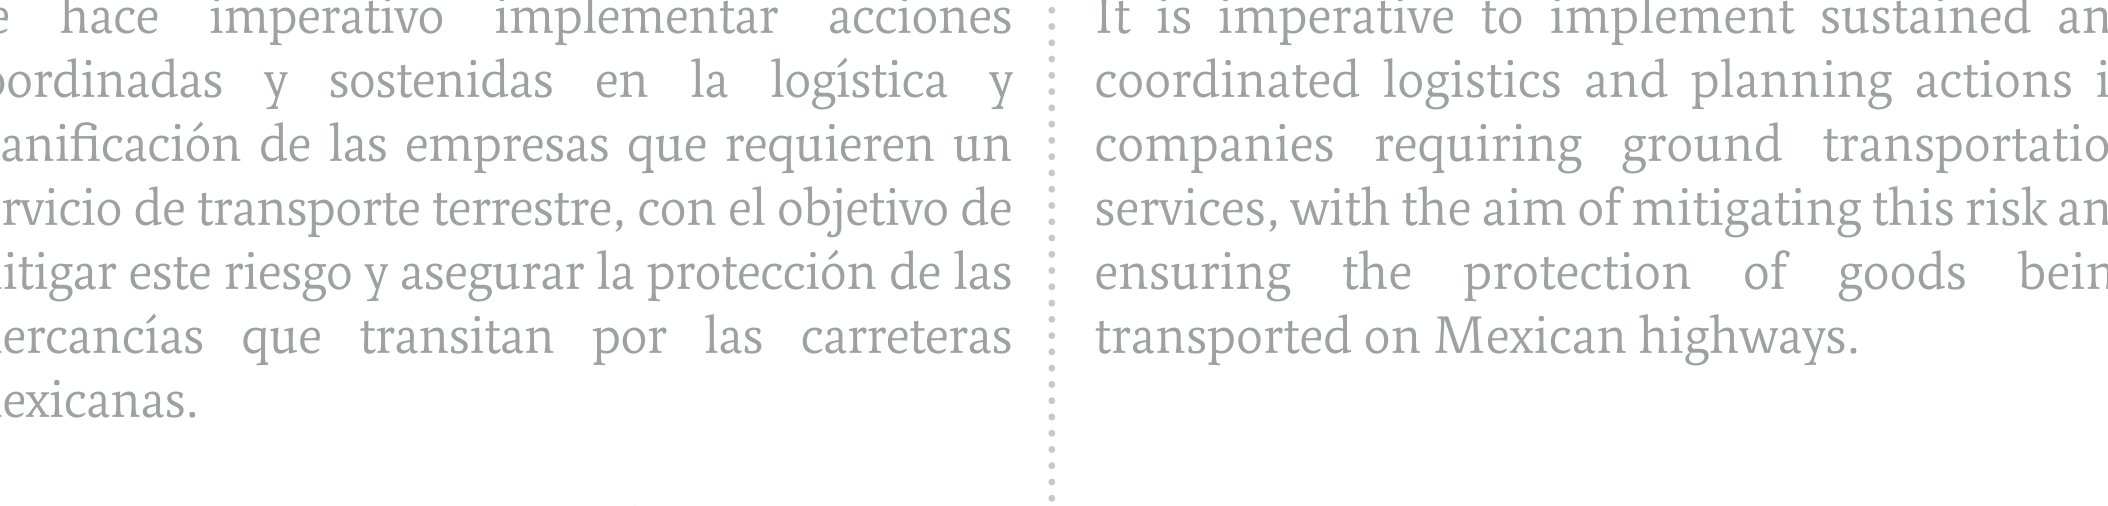 hace imperativo implementar acciones
oordinadas y sostenidas en la logística y
anificación de las empresas que requieren un
rvicio de transporte terrestre, con el objetivo de
itigar este riesgo y asegurar la protección de las
ercancías que transitan por las carreteras
exicanas.
It is imperative to implement sustained an
coordinated logistics and planning actions i
companies requiring ground transportatio
services, with the aim of mitigating this risk an
ensuring the protection of goods bein
transported on Mexican highways.